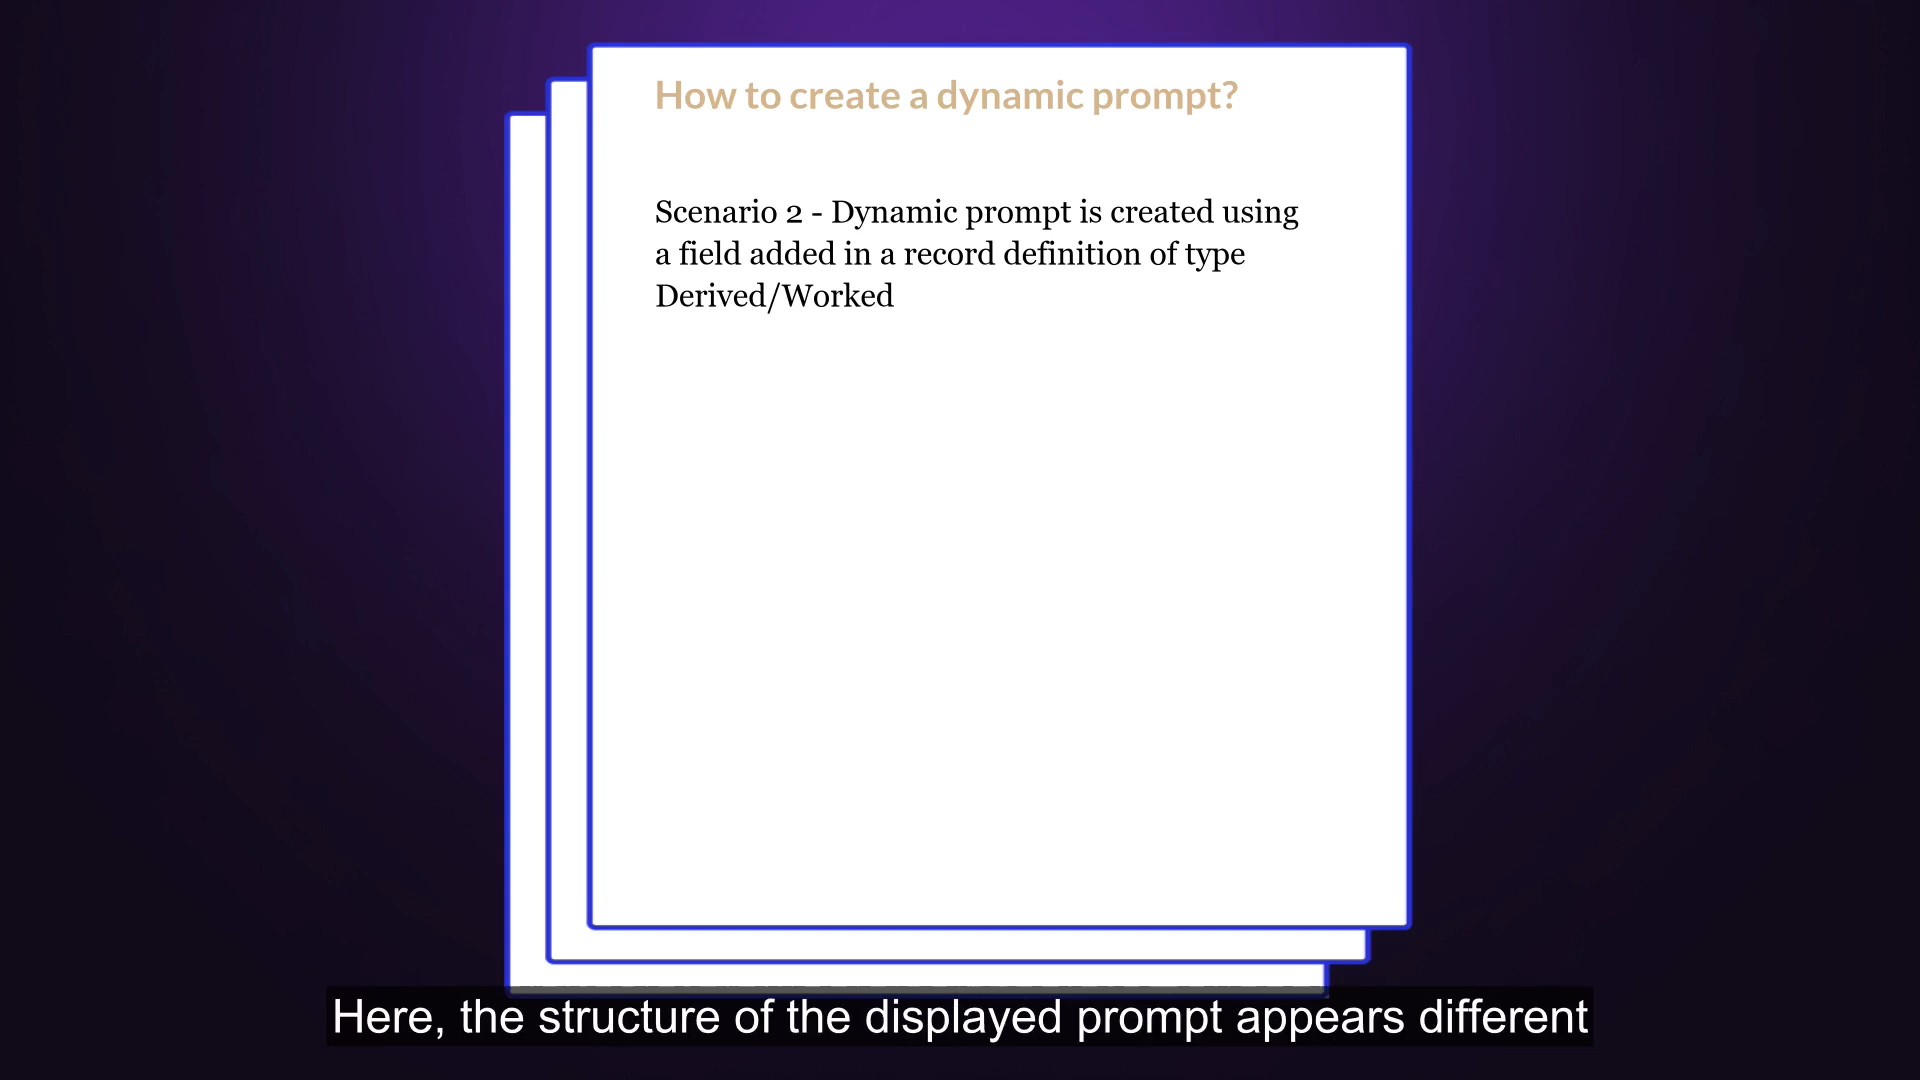 How to create a dynamic prompt?
Scenario 2 - Dynamic prompt is created using
a field added in a record definition of type
Derived/Worked
Here, the structure of the displayed prompt appears different